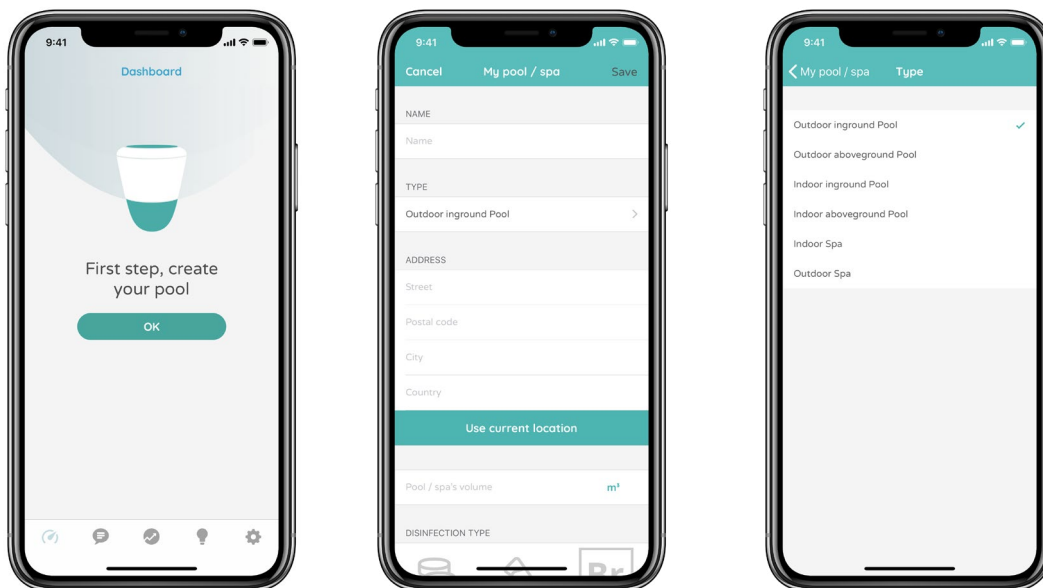 9:41
Dashboard
First step, create
your pool
OK
9:41
Cancel My pool / spa Save
NAME
Name
TYPE
Outdoor inground Pool
ADDRESS
Street
Postal code
City
Country
Use current location
Pool / spa's volume m³
DISINFECTION TYPE
Br
9:41
My pool / spa Type
Outdoor inground Pool
Outdoor aboveground Pool
Indoor inground Pool
Indoor aboveground Pool
Indoor Spa
Outdoor Spa